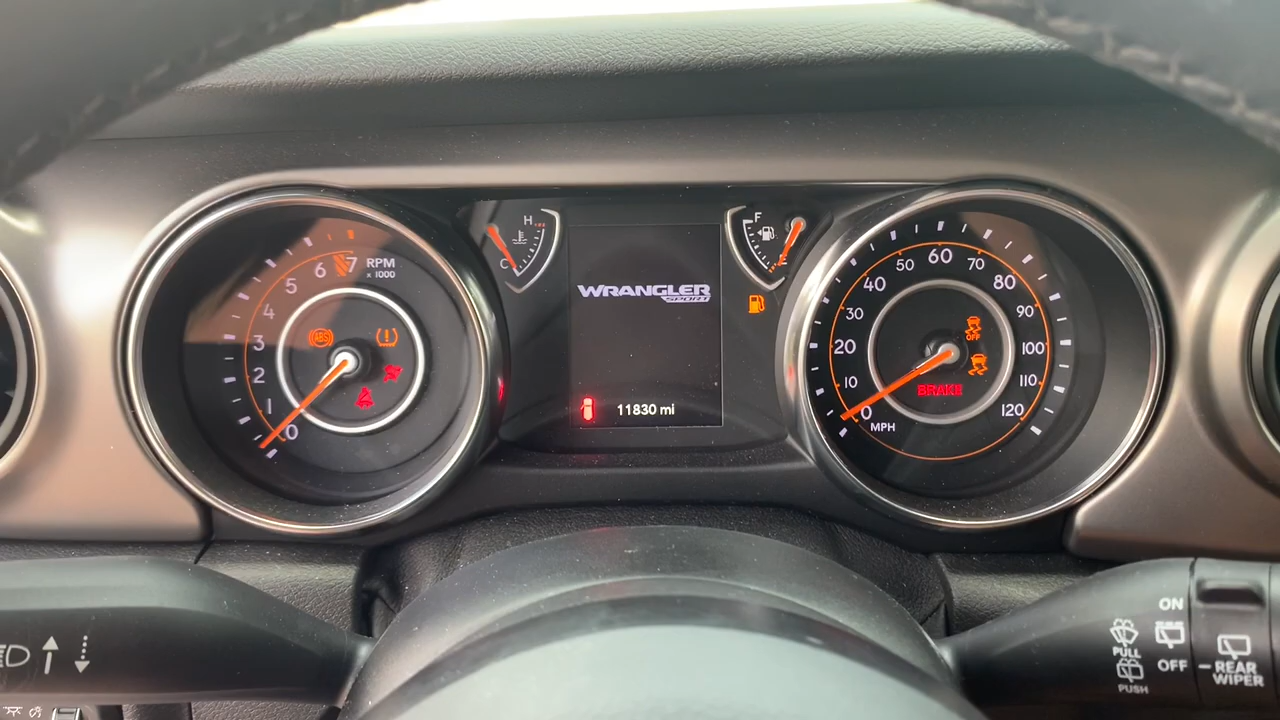 RPM
x 1000
7
6
5
4
3
2
1
0
ABS
H
C
WRANGLER
SPORT
11830 mi
F
E
60
50
70
40
80
30
90
20
100
10
110
0
120
MPH
OFF
BRAKE
ON
OFF
PULL
PUSH
REAR
WIPER